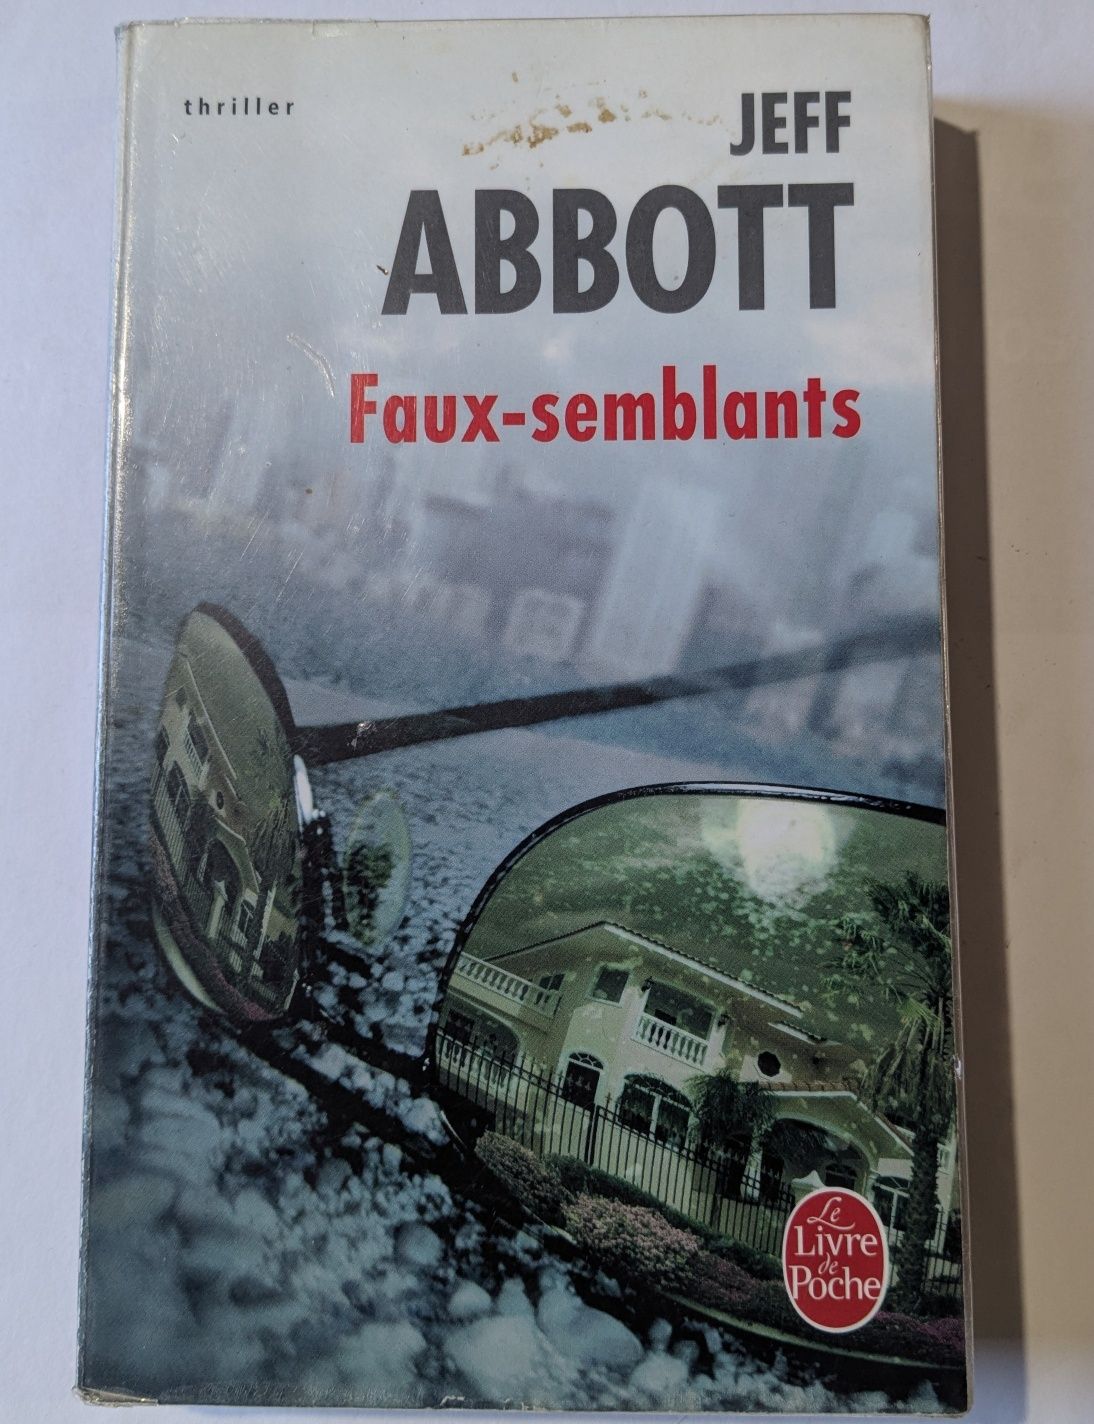 thriller
JEFF
ABBOTT
Faux-semblants
Le
Livre
de
Poche